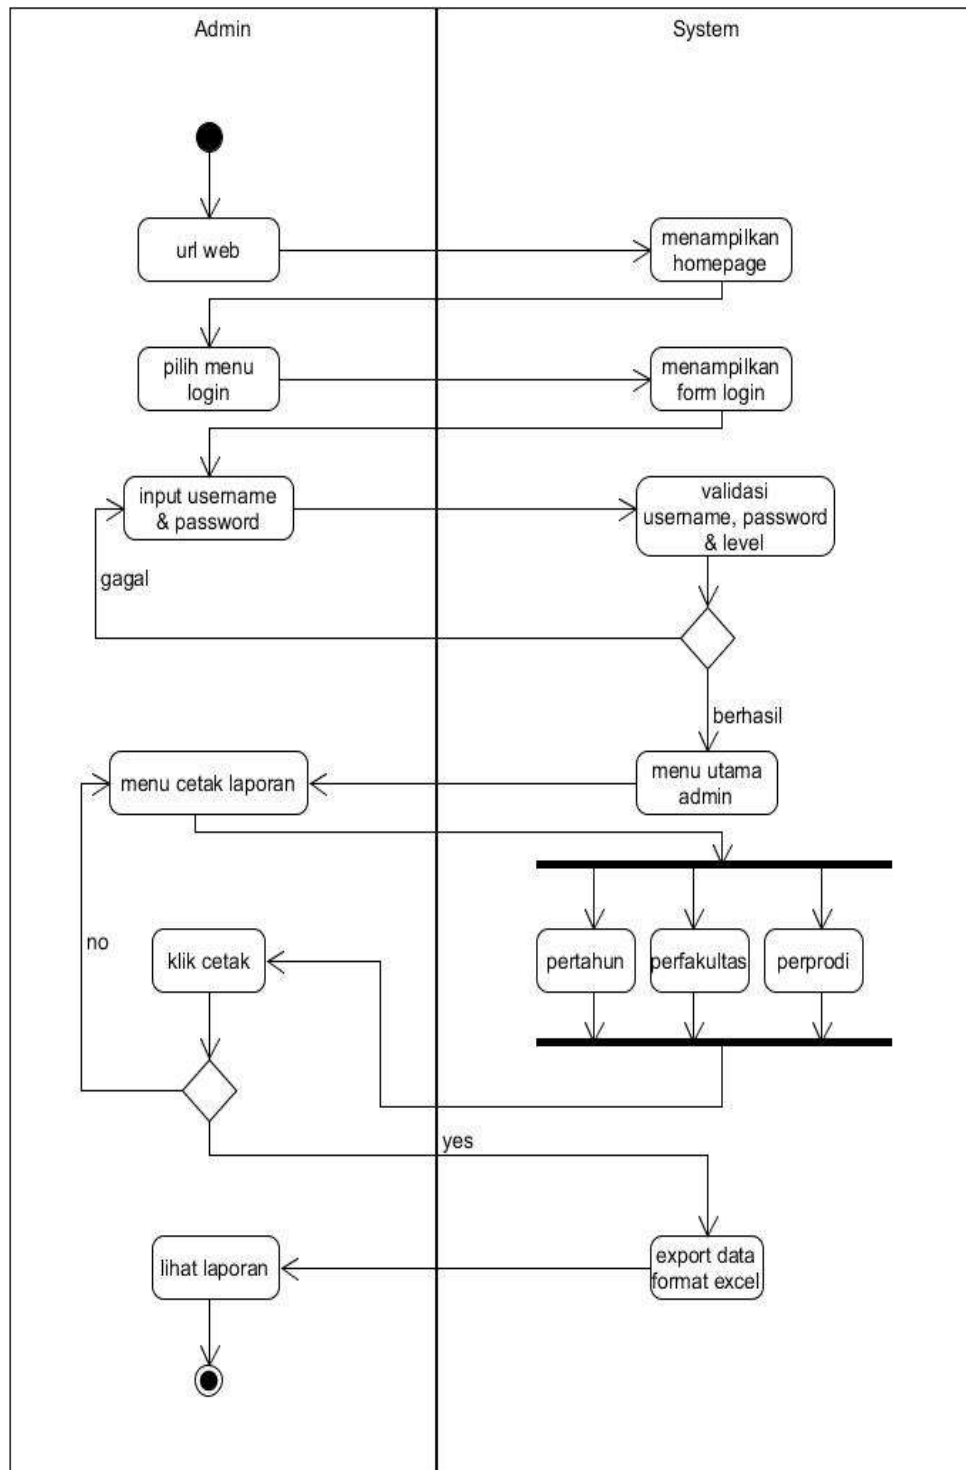 Admin
System
url web
menampilkan
homepage
pilih menu
login
menampilkan
form login
input username
& password
validasi
username, password
& level
gagal
berhasil
menu cetak laporan
menu utama
admin
no
klik cetak
pertahun
perfakultas
perprodi
yes
lihat laporan
export data
format excel